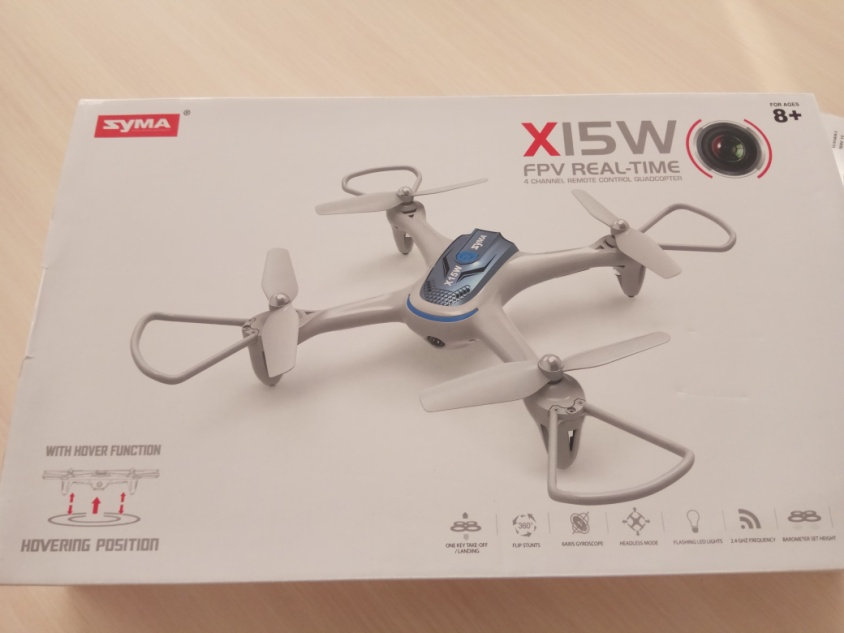 SYMA
®
FOR AGES
8+
X15W
FPV REAL-TIME
4 CHANNEL REMOTE CONTROL QUADCOPTER
SYMA
X15W
WITH HOVER FUNCTION
HOVERING POSITION
360°
ONE KEY TAKE OFF
/LANDING
FLIP STUNTS
6AXIS GYROSCOPE
HEADLESS MODE
FLASHING LED LIGHTS
2.4 GHZ FREQUENCY
BAROMETER SET HEIGHT